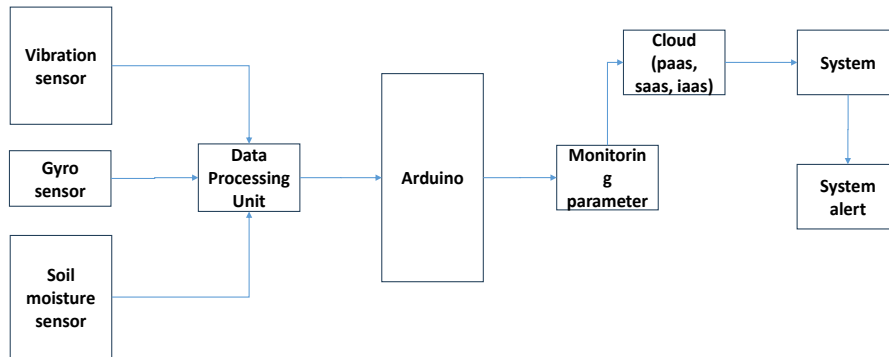 Vibration
sensor
Gyro
sensor
Soil
moisture
sensor
Data
Processing
Unit
Arduino
Monitorin
g
parameter
Cloud
(paas,
saas, iaas)
System
System
alert